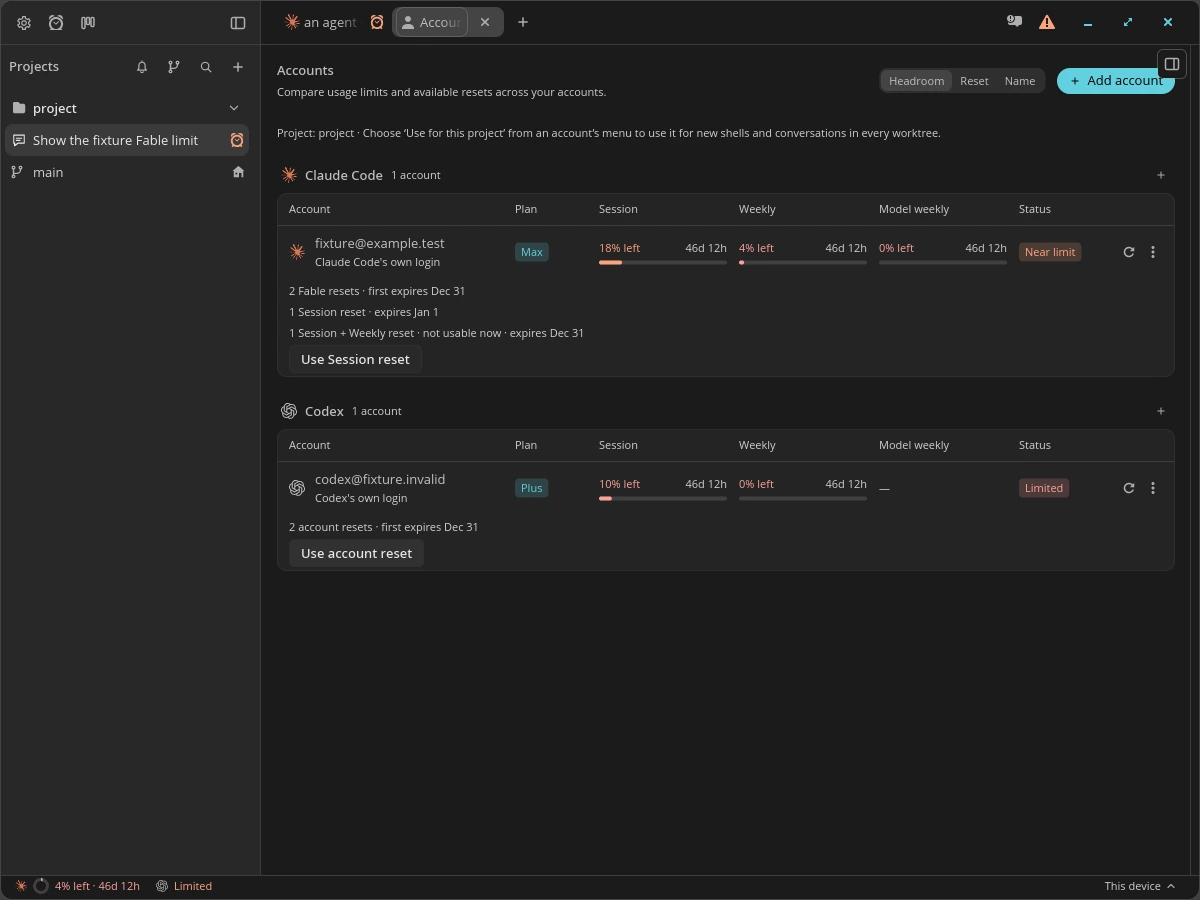 an agent
Accour
Projects
project
Show the fixture Fable limit
main
Accounts
Compare usage limits and available resets across your accounts.
Headroom
Reset
Name
+ Add account
Project: project · Choose ‘Use for this project’ from an account’s menu to use it for new shells and conversations in every worktree.
Claude Code 1 account
Account Plan Session Weekly Model weekly Status
fixture@example.test
Claude Code's own login
Max
18% left 46d 12h
4% left 46d 12h
0% left 46d 12h
Near limit
2 Fable resets · first expires Dec 31
1 Session reset · expires Jan 1
1 Session + Weekly reset · not usable now · expires Dec 31
Use Session reset
Codex 1 account
Account Plan Session Weekly Model weekly Status
codex@fixture.invalid
Codex's own login
Plus
10% left 46d 12h
0% left 46d 12h
—
Limited
2 account resets · first expires Dec 31
Use account reset
4% left · 46d 12h
Limited
This device